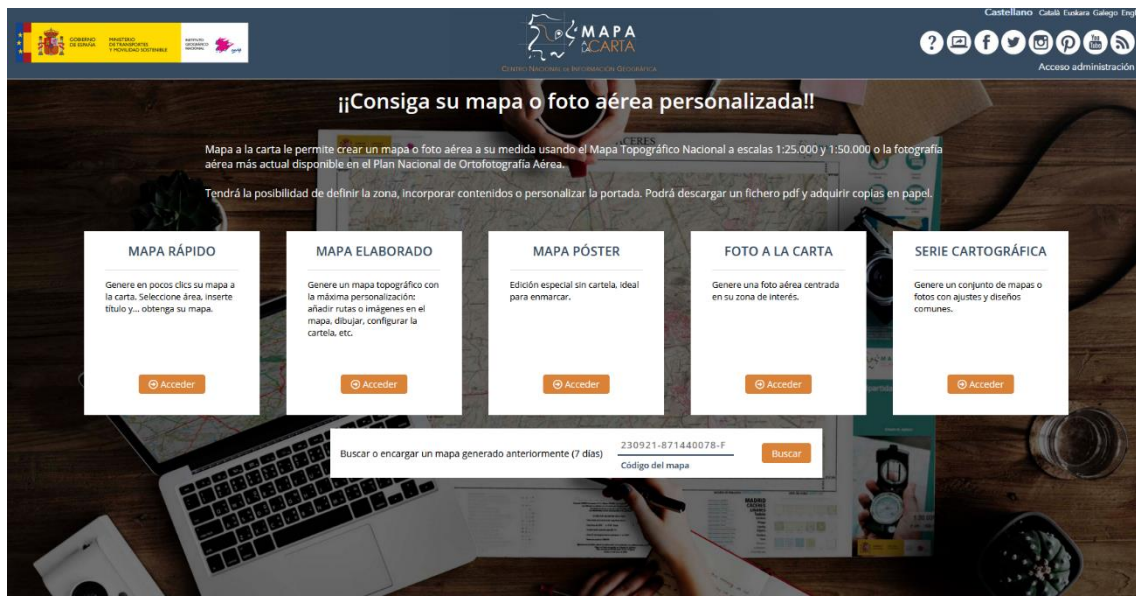 Castellano Català Euskara Galego Engl
GOBIERNO
DE ESPAÑA
MINISTERIO
DE TRANSPORTES
Y MOVILIDAD SOSTENIBLE
INSTITUTO
GEOGRÁFICO
NACIONAL
MAPA
A LA CARTA
CENTRO NACIONAL DE INFORMACIÓN GEOGRÁFICA
You
Tube
Acceso administración
¡¡Consiga su mapa o foto aérea personalizada!!
Mapa a la carta le permite crear un mapa o foto aérea a su medida usando el Mapa Topográfico Nacional a escalas 1:25.000 y 1:50.000 o la fotografía
aérea más actual disponible en el Plan Nacional de Ortofotografía Aérea.
Tendrá la posibilidad de definir la zona, incorporar contenidos o personalizar la portada. Podrá descargar un fichero pdf y adquirir copias en papel.
MAPA RÁPIDO
Genere en pocos clics su mapa a
la carta. Seleccione área, inserte
título y... obtenga su mapa.
Acceder
MAPA ELABORADO
Genere un mapa topográfico con
la máxima personalización:
añadir rutas o imágenes en el
mapa, dibujar, configurar la
cartela, etc.
Acceder
MAPA PÓSTER
Edición especial sin cartela, ideal
para enmarcar.
Acceder
FOTO A LA CARTA
Genere una foto aérea centrada
en su zona de interés.
Acceder
SERIE CARTOGRÁFICA
Genere un conjunto de mapas o
fotos con ajustes y diseños
comunes.
Acceder
Buscar o encargar un mapa generado anteriormente (7 días)
230921-871440078-F
Código del mapa
Buscar
MADRID